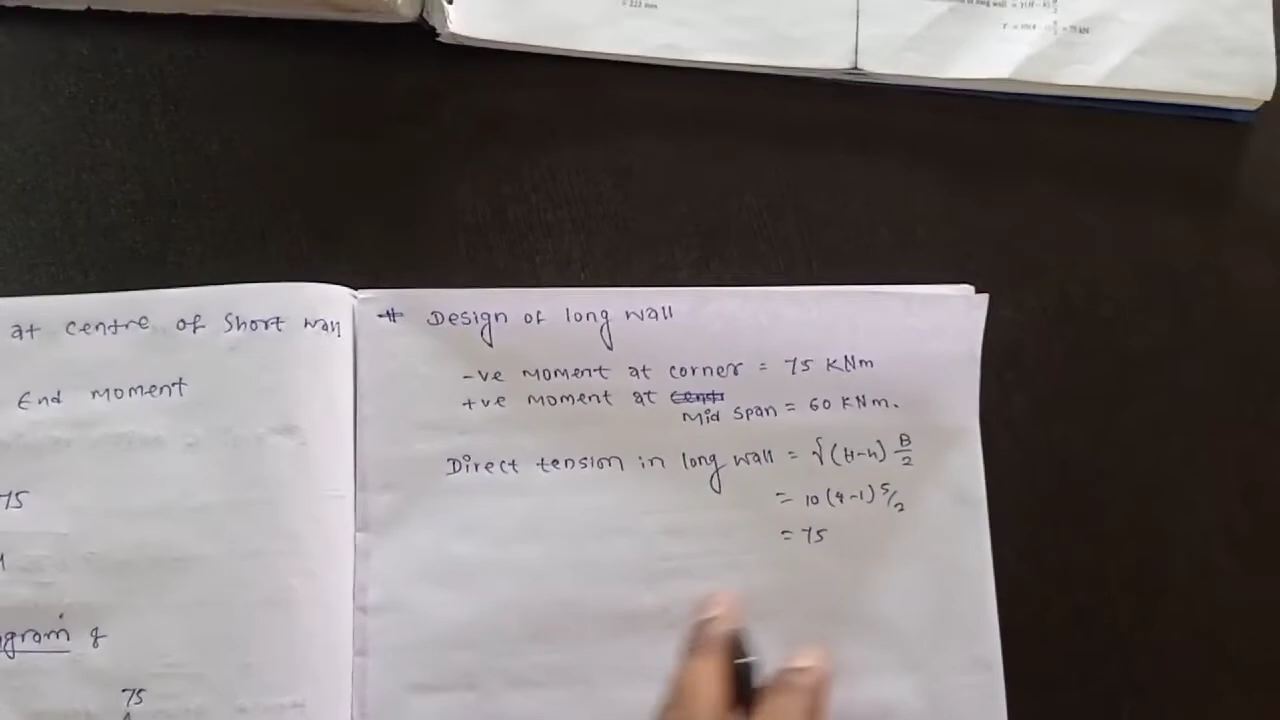 = 222 mm
at centre of short wall
End moment
75
75
# Design of long wall
-ve moment at corner = 75 KNm
+ve moment at
Mid span = 60 KNm.
Direct tension in long wall = γ(H-h) B/2
= 10(4-1) 5/2
= 75